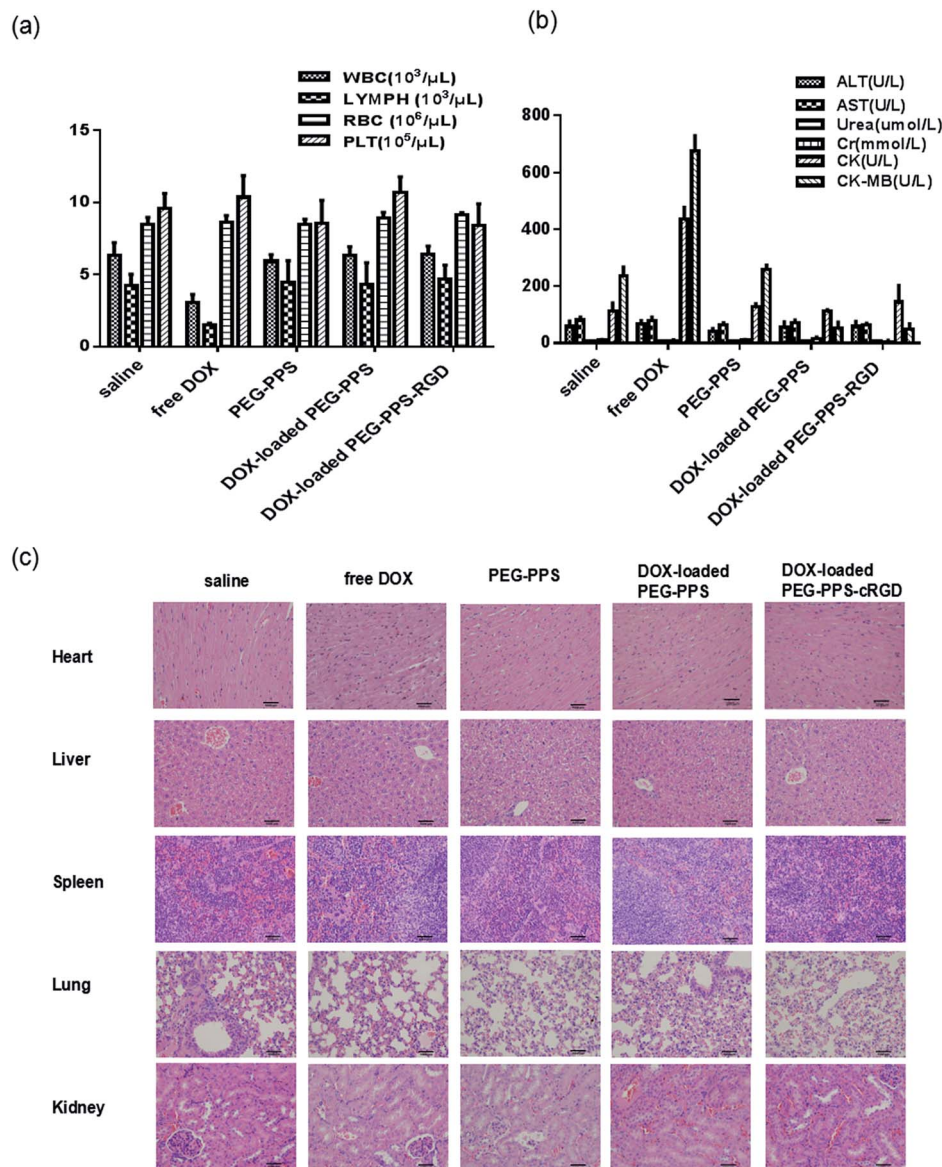 (a)
WBC(10³/µL)
LYMPH (10³/µL)
RBC (10⁶/µL)
PLT(10⁵/µL)
15
10
5
0
saline
free DOX
PEG-PPS
DOX-loaded PEG-PPS
DOX-loaded PEG-PPS-RGD
(b)
ALT(U/L)
AST(U/L)
Urea(umol/L)
Cr(mmol/L)
CK(U/L)
CK-MB(U/L)
800
600
400
200
0
saline
free DOX
PEG-PPS
DOX-loaded PEG-PPS
DOX-loaded PEG-PPS-RGD
(c)
saline
free DOX
PEG-PPS
DOX-loaded
PEG-PPS
DOX-loaded
PEG-PPS-cRGD
Heart
Liver
Spleen
Lung
Kidney